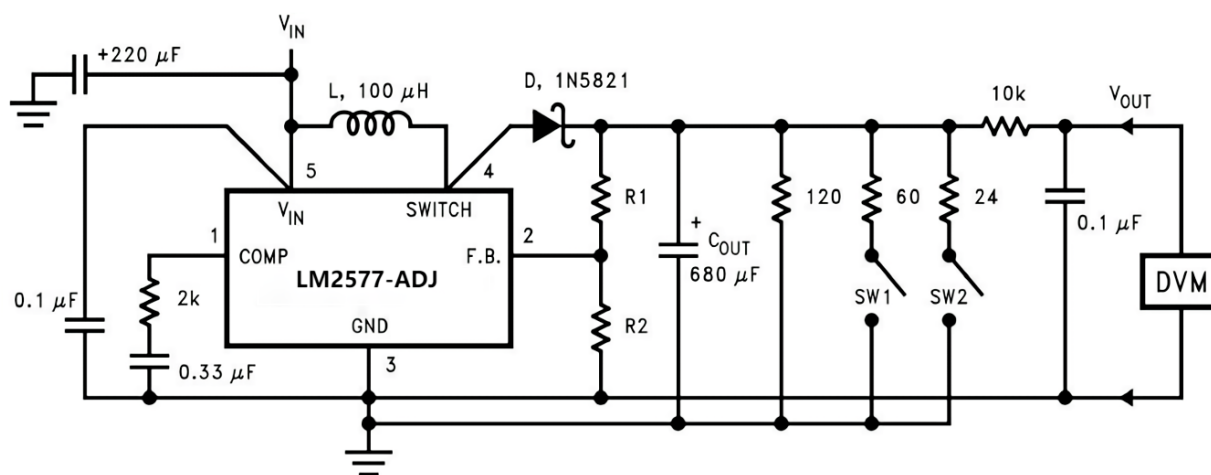 V_IN
+220 µF
L, 100 µH
D, 1N5821
10k
V_OUT
5
4
V_IN
SWITCH
R1
120
60
24
0.1 µF
1
COMP
F.B.
2
+
C_OUT
680 µF
LM2577-ADJ
DVM
2k
0.1 µF
SW1
SW2
GND
R2
3
0.33 µF